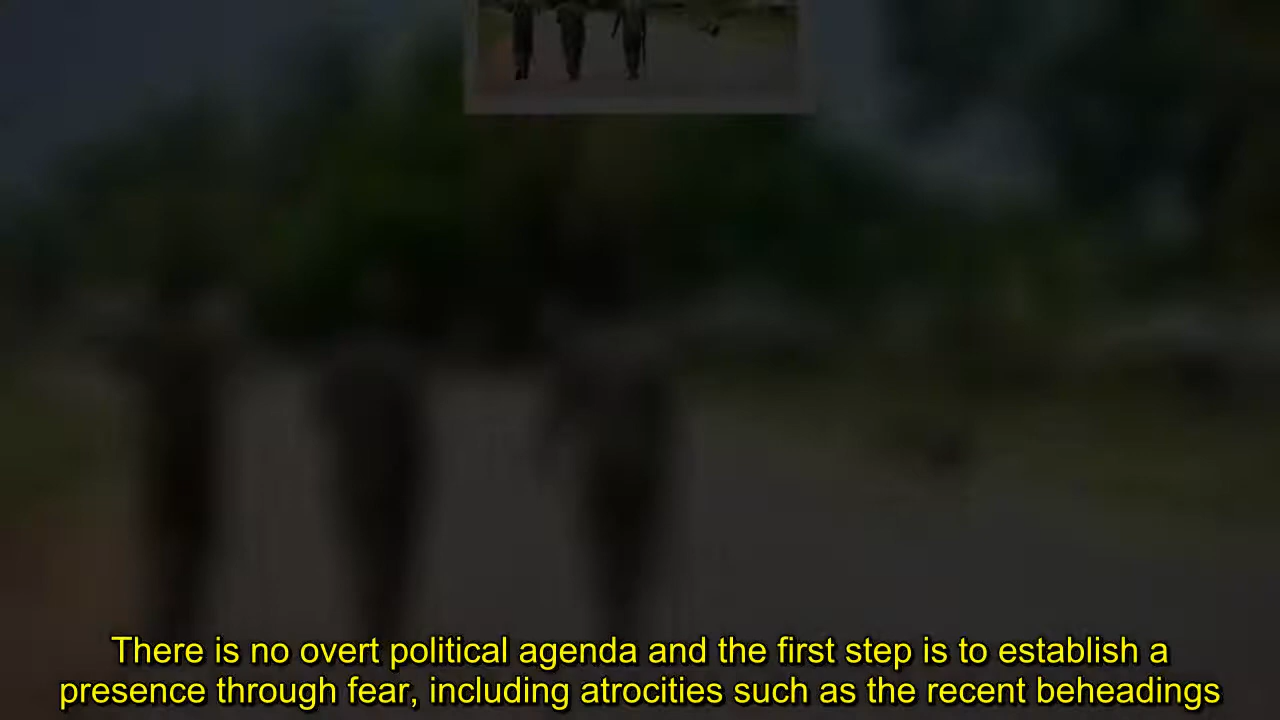 There is no overt political agenda and the first step is to establish a
presence through fear, including atrocities such as the recent beheadings